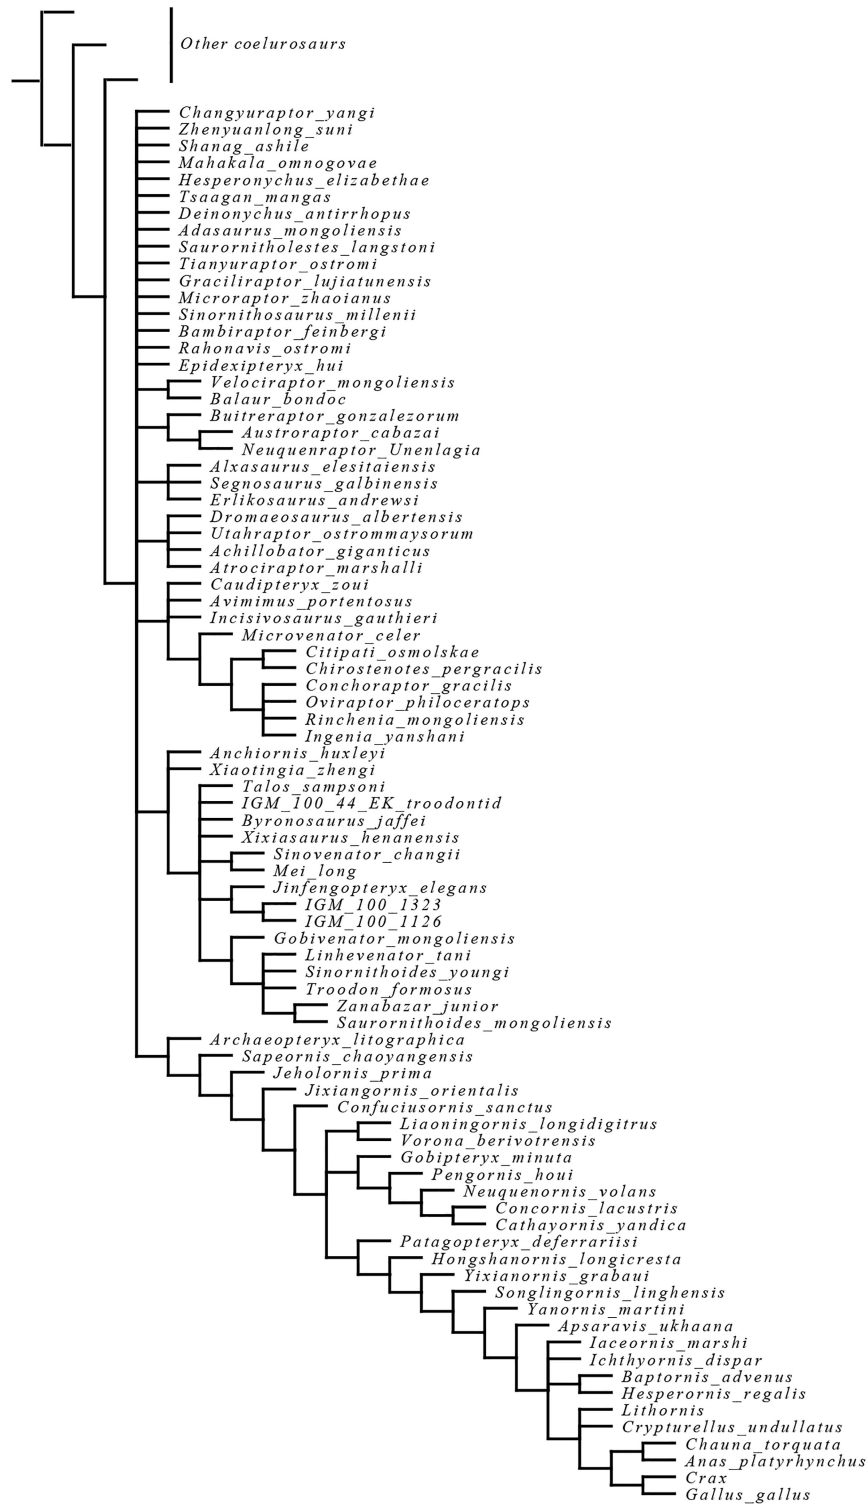 Other coelurosaurs
Changyuraptor_yangi
Zhenyuanlong_suni
Shanag_ashile
Mahakala_omnogovae
Hesperonychus_elizabethae
Tsaagan_mangas
Deinonychus_antirrhopus
Adasaurus_mongoliensis
Saurornitholestes_langstoni
Tianyuraptor_ostromi
Graciliraptor_lujiatunensis
Microraptor_zhaoianus
Sinornithosaurus_millenii
Bambiraptor_feinbergi
Rahonavis_ostromi
Epidexipteryx_hui
Velociraptor_mongoliensis
Balaur_bondoc
Buitreraptor_gonzalezorum
Austroraptor_cabazai
Neuquenraptor_Unenlagia
Alxasaurus_elesitaiensis
Segnosaurus_galbinensis
Erlikosaurus_andrewsi
Dromaeosaurus_albertensis
Utahraptor_ostrommaysorum
Achillobator_giganticus
Atrociraptor_marshalli
Caudipteryx_zoui
Avimimus_portentosus
Incisivosaurus_gauthieri
Microvenator_celer
Citipati_osmolskae
Chirostenotes_pergracilis
Conchoraptor_gracilis
Oviraptor_philoceratops
Rinchenia_mongoliensis
Ingenia_yanshani
Anchiornis_huxleyi
Xiaotingia_zhengi
Talos_sampsoni
IGM_100_44_EK_troodontid
Byronosaurus_jaffei
Xixiasaurus_henanensis
Sinovenator_changii
Mei_long
Jinfengopteryx_elegans
IGM_100_1323
IGM_100_1126
Gobivenator_mongoliensis
Linhevenator_tani
Sinornithoides_youngi
Troodon_formosus
Zanabazar_junior
Saurornithoides_mongoliensis
Archaeopteryx_litographica
Sapeornis_chaoyangensis
Jeholornis_prima
Jixiangornis_orientalis
Confuciusornis_sanctus
Liaoningornis_longidigitrus
Vorona_berivotrensis
Gobipteryx_minuta
Pengornis_houi
Neuquenornis_volans
Concornis_lacustris
Cathayornis_yandica
Patagopteryx_deferrariisi
Hongshanornis_longicresta
Yixianornis_grabaui
Songlingornis_linghensis
Yanornis_martini
Apsaravis_ukhaana
Iaceornis_marshi
Ichthyornis_dispar
Baptornis_advenus
Hesperornis_regalis
Lithornis
Crypturellus_undullatus
Chauna_torquata
Anas_platyrhynchus
Crax
Gallus_gallus